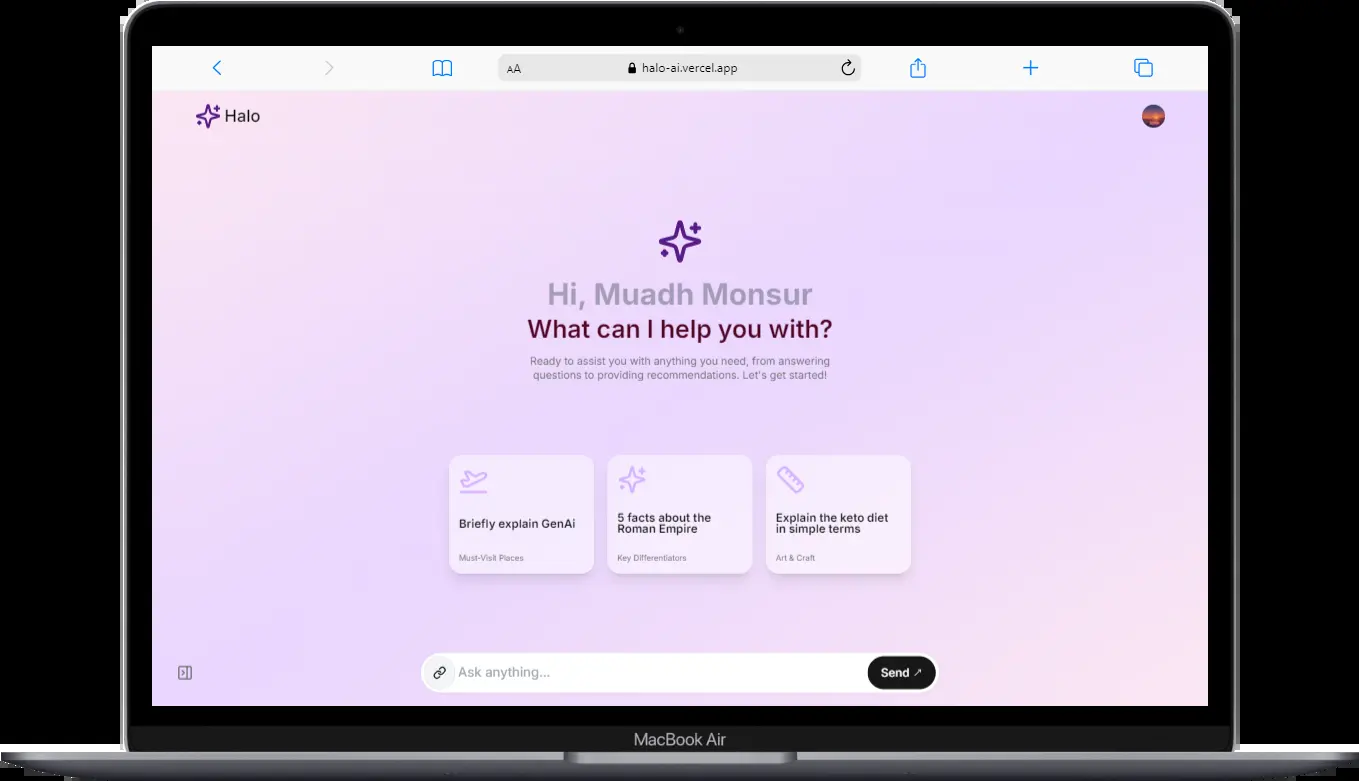 AA
halo-ai.vercel.app
Halo
Hi, Muadh Monsur
What can I help you with?
Ready to assist you with anything you need, from answering
questions to providing recommendations. Let's get started!
Briefly explain GenAi
Must-Visit Places
5 facts about the
Roman Empire
Key Differentiators
Explain the keto diet
in simple terms
Art & Craft
Ask anything...
Send ↗
MacBook Air